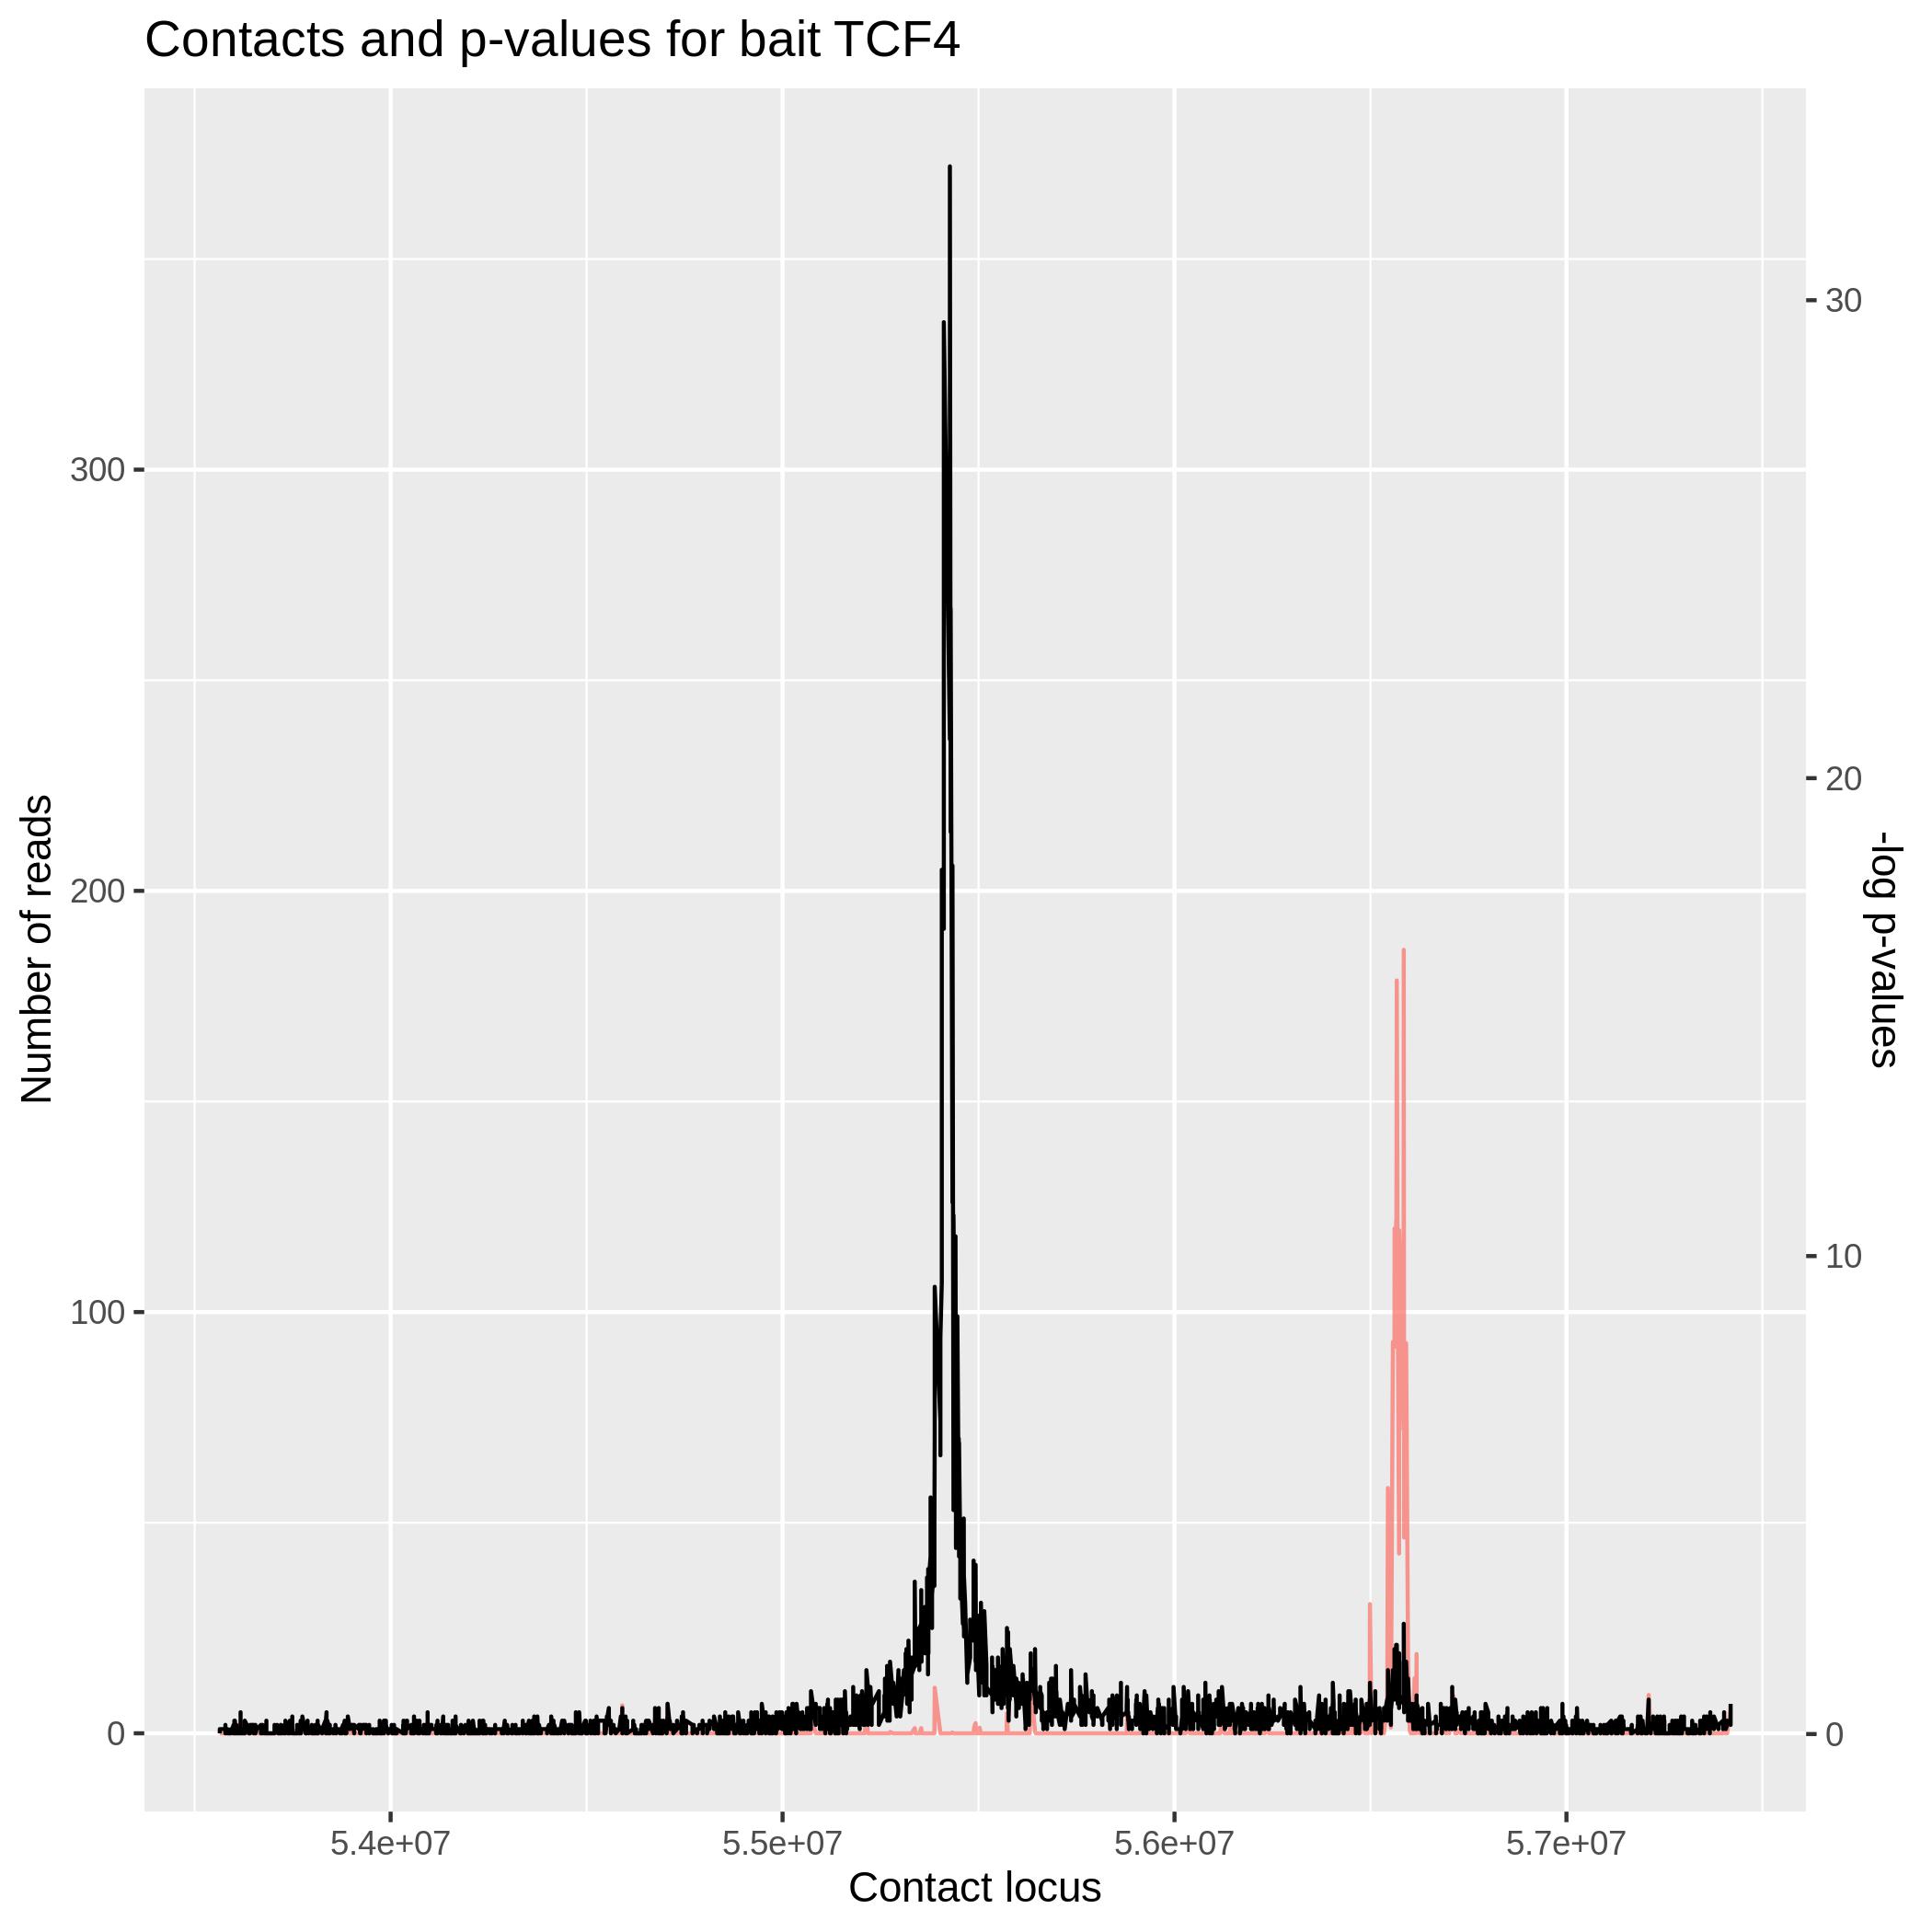 Contacts and p-values for bait TCF4
Number of reads
300
200
100
0
30
20
10
0
-log p-values
5.4e+07
5.5e+07
5.6e+07
5.7e+07
Contact locus